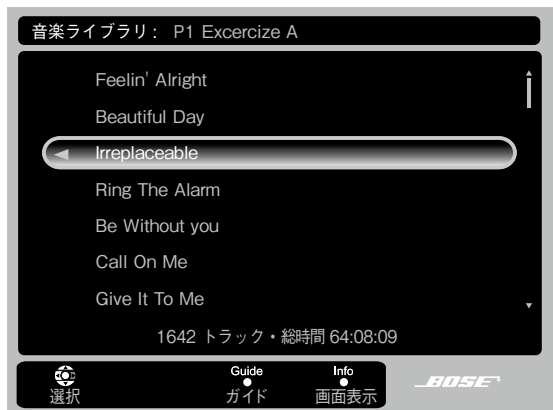 音楽ライブラリ： P1 Excercize A
Feelin' Alright
Beautiful Day
Irreplaceable
Ring The Alarm
Be Without you
Call On Me
Give It To Me
1642 トラック・総時間 64:08:09
Guide Info
選択 ガイド 画面表示
BOSE